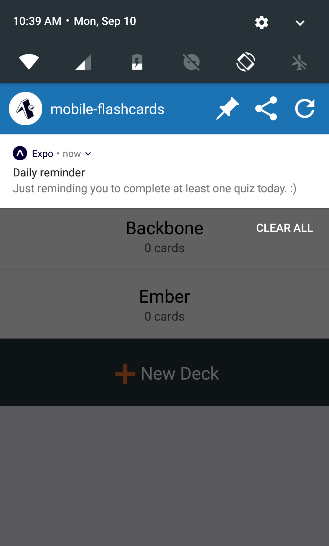 10:39 AM • Mon, Sep 10
mobile-flashcards
Expo • now
Daily reminder
Just reminding you to complete at least one quiz today. :)
Backbone
CLEAR ALL
0 cards
Ember
0 cards
New Deck